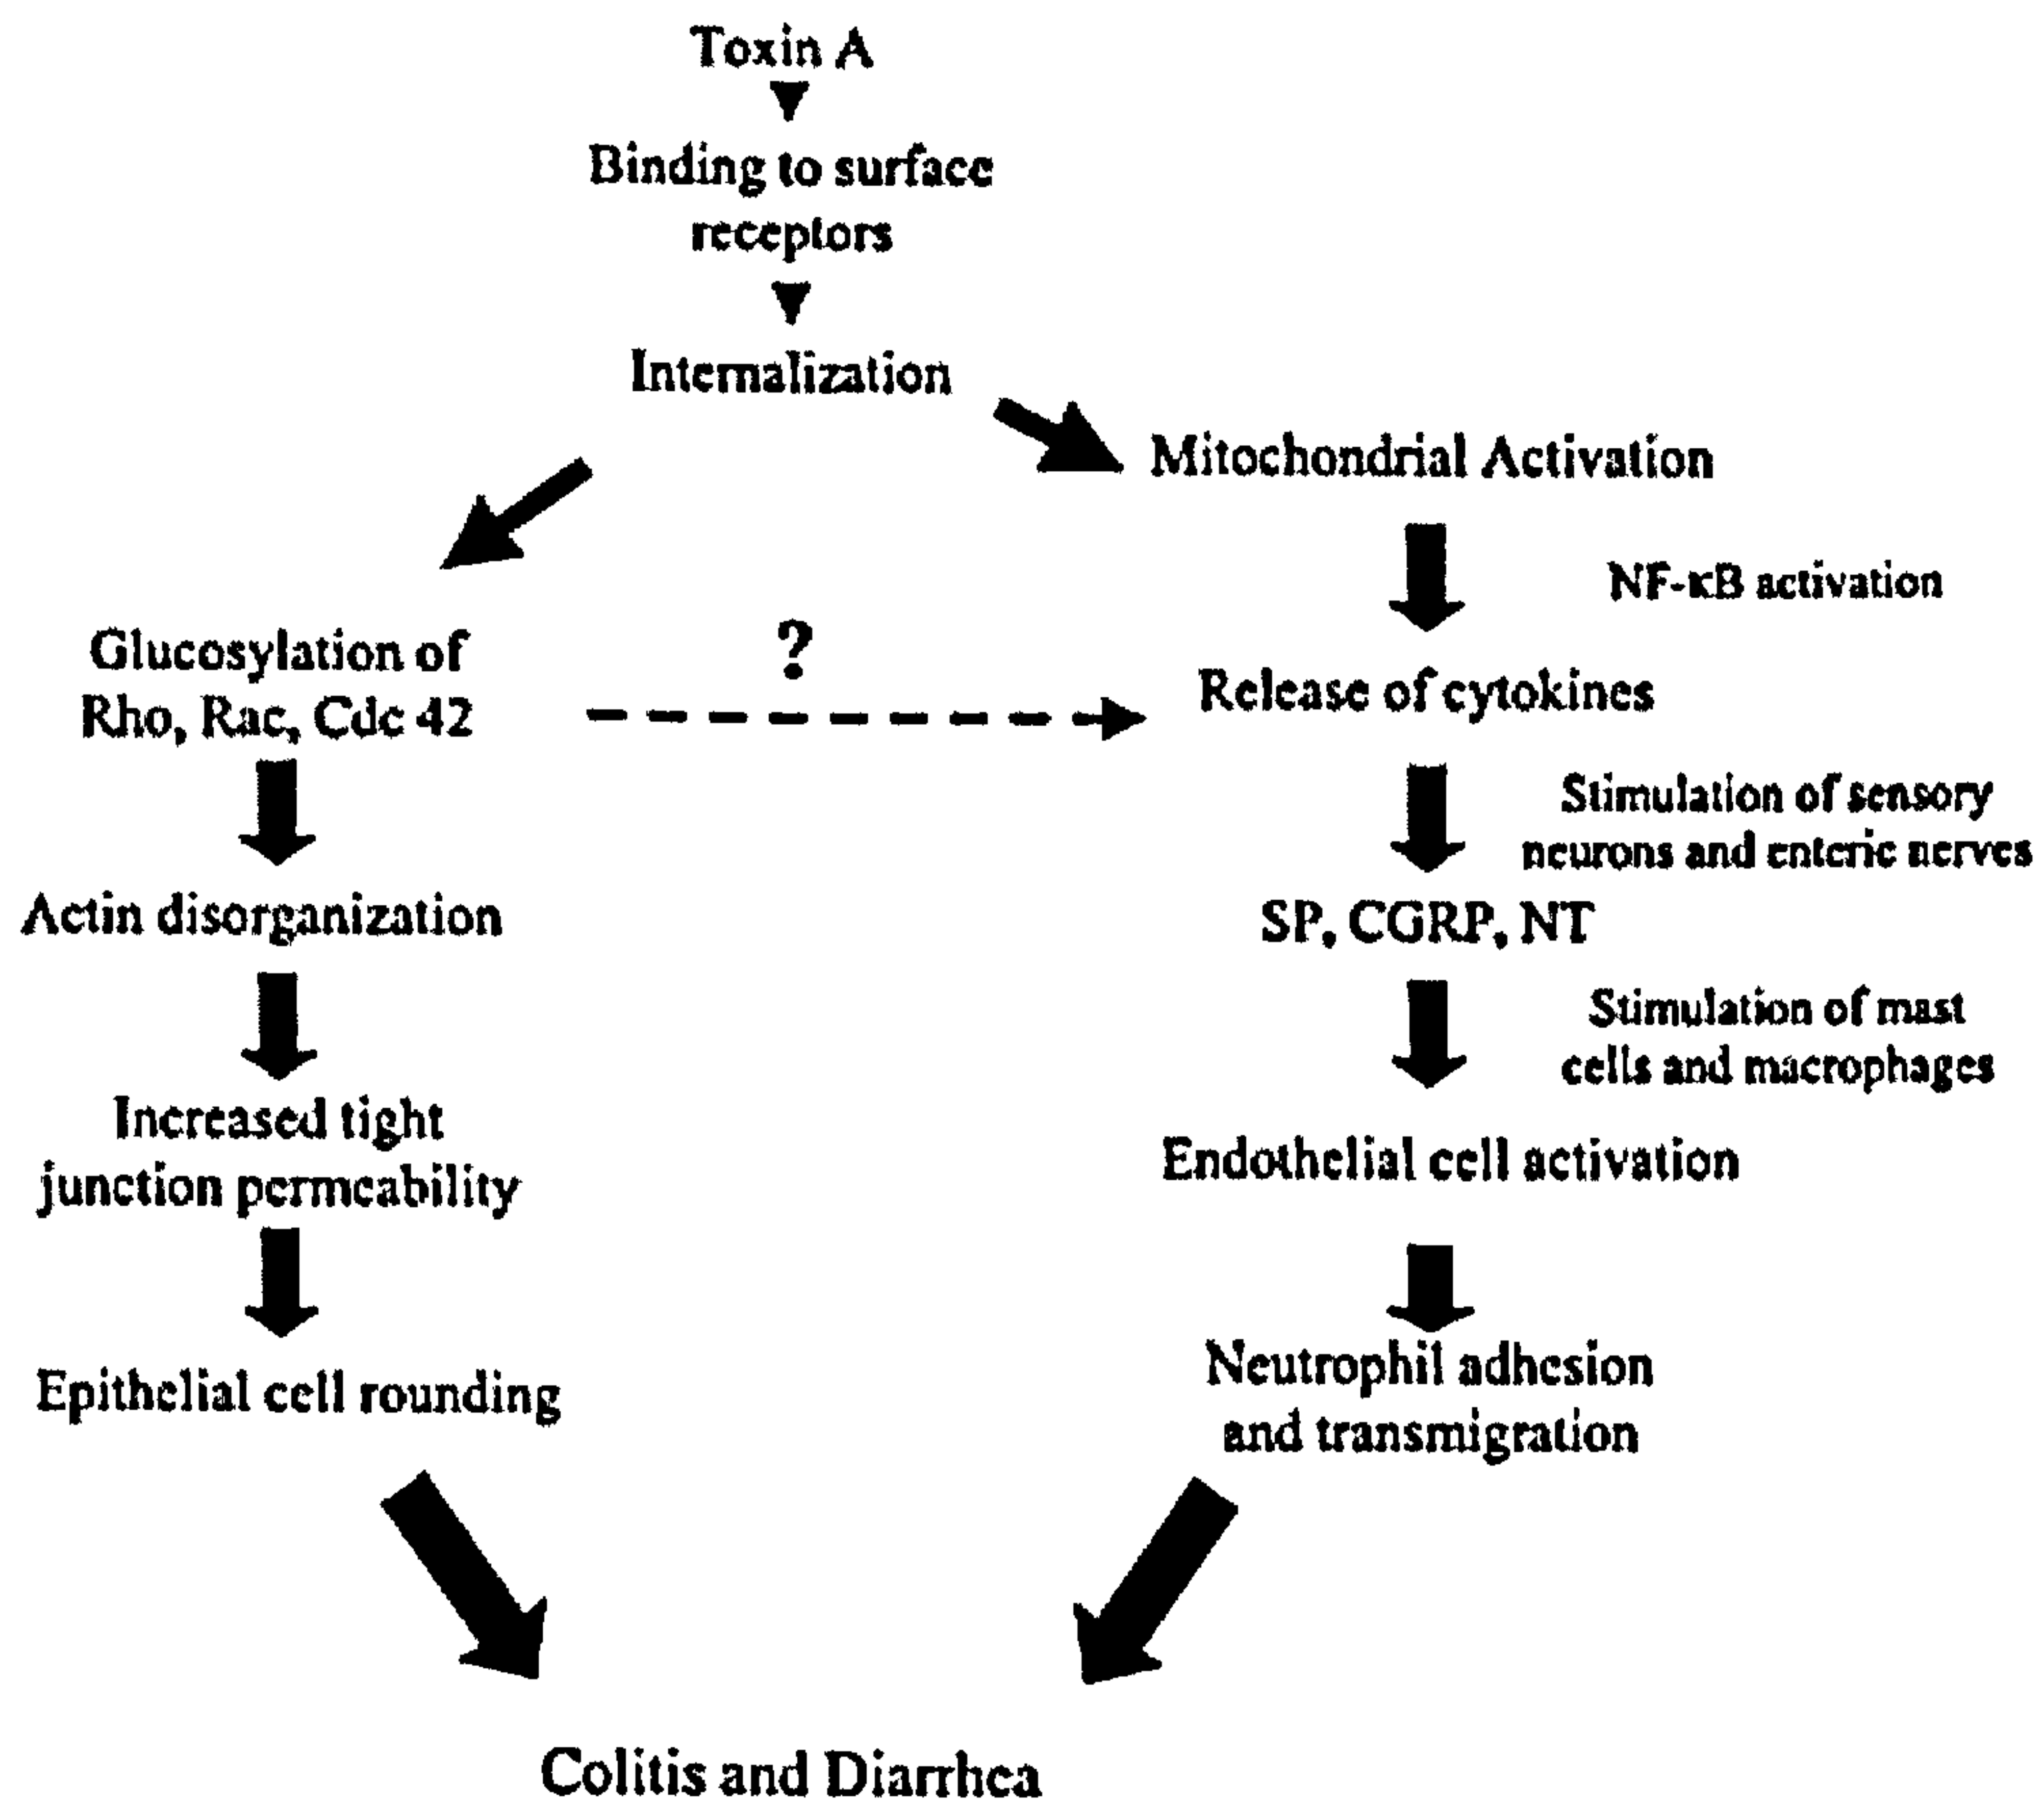 Toxin A
Binding to surface
receptors
Internalization
Mitochondrial Activation
NF-κB activation
Glucosylation of
Rho, Rac, Cdc 42
?
Release of cytokines
Stimulation of sensory
neurons and enteric nerves
Actin disorganization
SP, CGRP, NT
Stimulation of mast
cells and macrophages
Increased tight
junction permeability
Endothelial cell activation
Epithelial cell rounding
Neutrophil adhesion
and transmigration
Colitis and Diarrhea